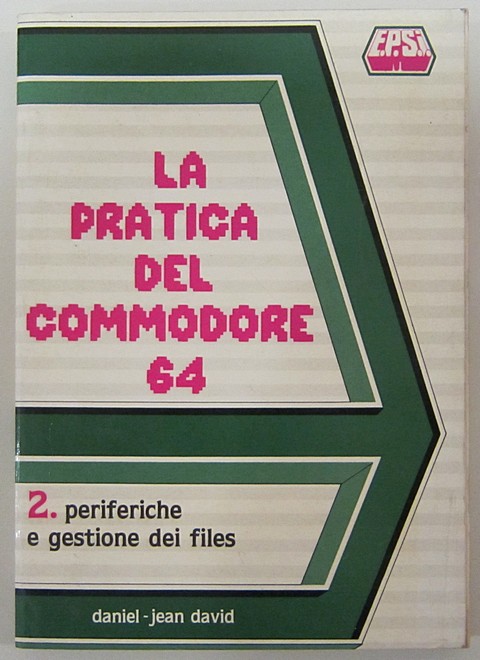 E.P.S.I.
LA
PRATICA
DEL
COMMODORE
64
2. periferiche
e gestione dei files
daniel-jean david